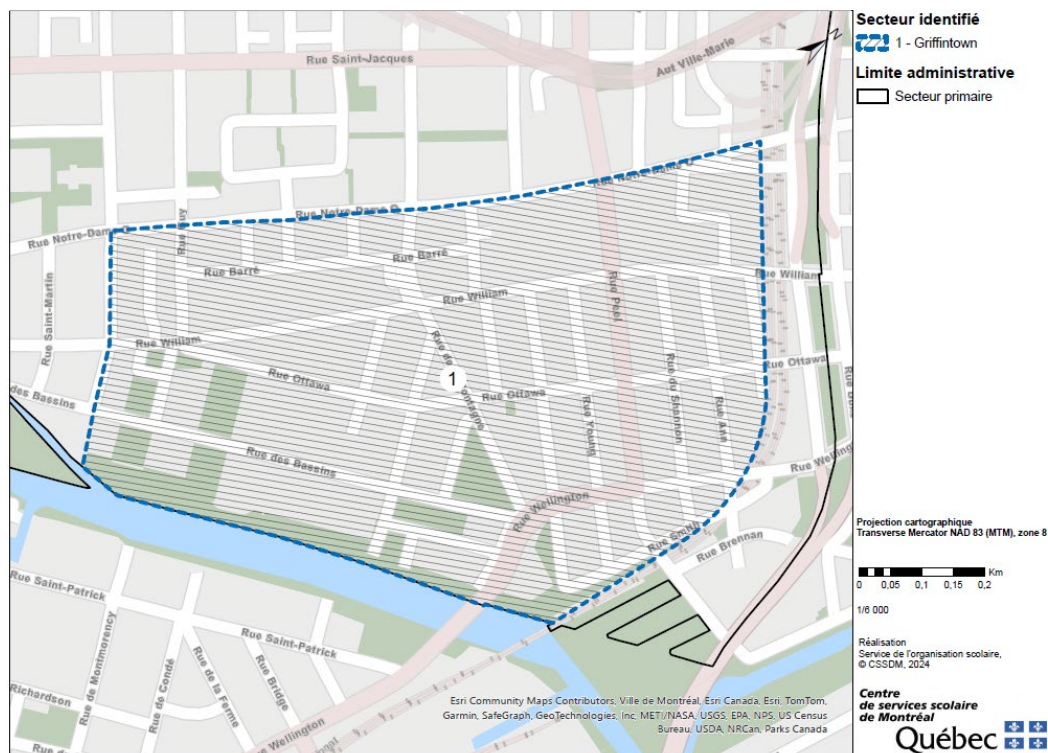 Secteur identifié
1 - Griffintown
Limite administrative
Secteur primaire
Rue Saint-Jacques
Aut Ville-Marie
Rue Notre-Dame O
Rue Notre-Dame O
Rue Notre-Dame O
Rue Guy
Rue Barré
Rue Barré
Rue William
Rue William
Rue William
Rue Peel
Rue Saint-Martin
Rue Ottawa
Rue Ottawa
Rue Ottawa
1
Rue Young
Rue du Shannon
Rue Ann
des Bassins
Rue des Bassins
Rue Wellington
Rue Smith
Rue Brennan
Rue Saint-Patrick
Rue Saint-Patrick
Rue de Montmorency
Rue de Condé
Rue de la Ferme
Rue Bridge
Richardson
Rue Wellington
Esri Community Maps Contributors, Ville de Montréal, Esri Canada, Esri, TomTom,
Garmin, SafeGraph, GeoTechnologies, Inc, METI/NASA, USGS, EPA, NPS, US Census
Bureau, USDA, NRCan, Parks Canada
Projection cartographique
Transverse Mercator NAD 83 (MTM), zone 8
Km
0 0,05 0,1 0,15 0,2
1/6 000
Réalisation
Service de l'organisation scolaire,
© CSSDM, 2024
Centre
de services scolaire
de Montréal
Québec